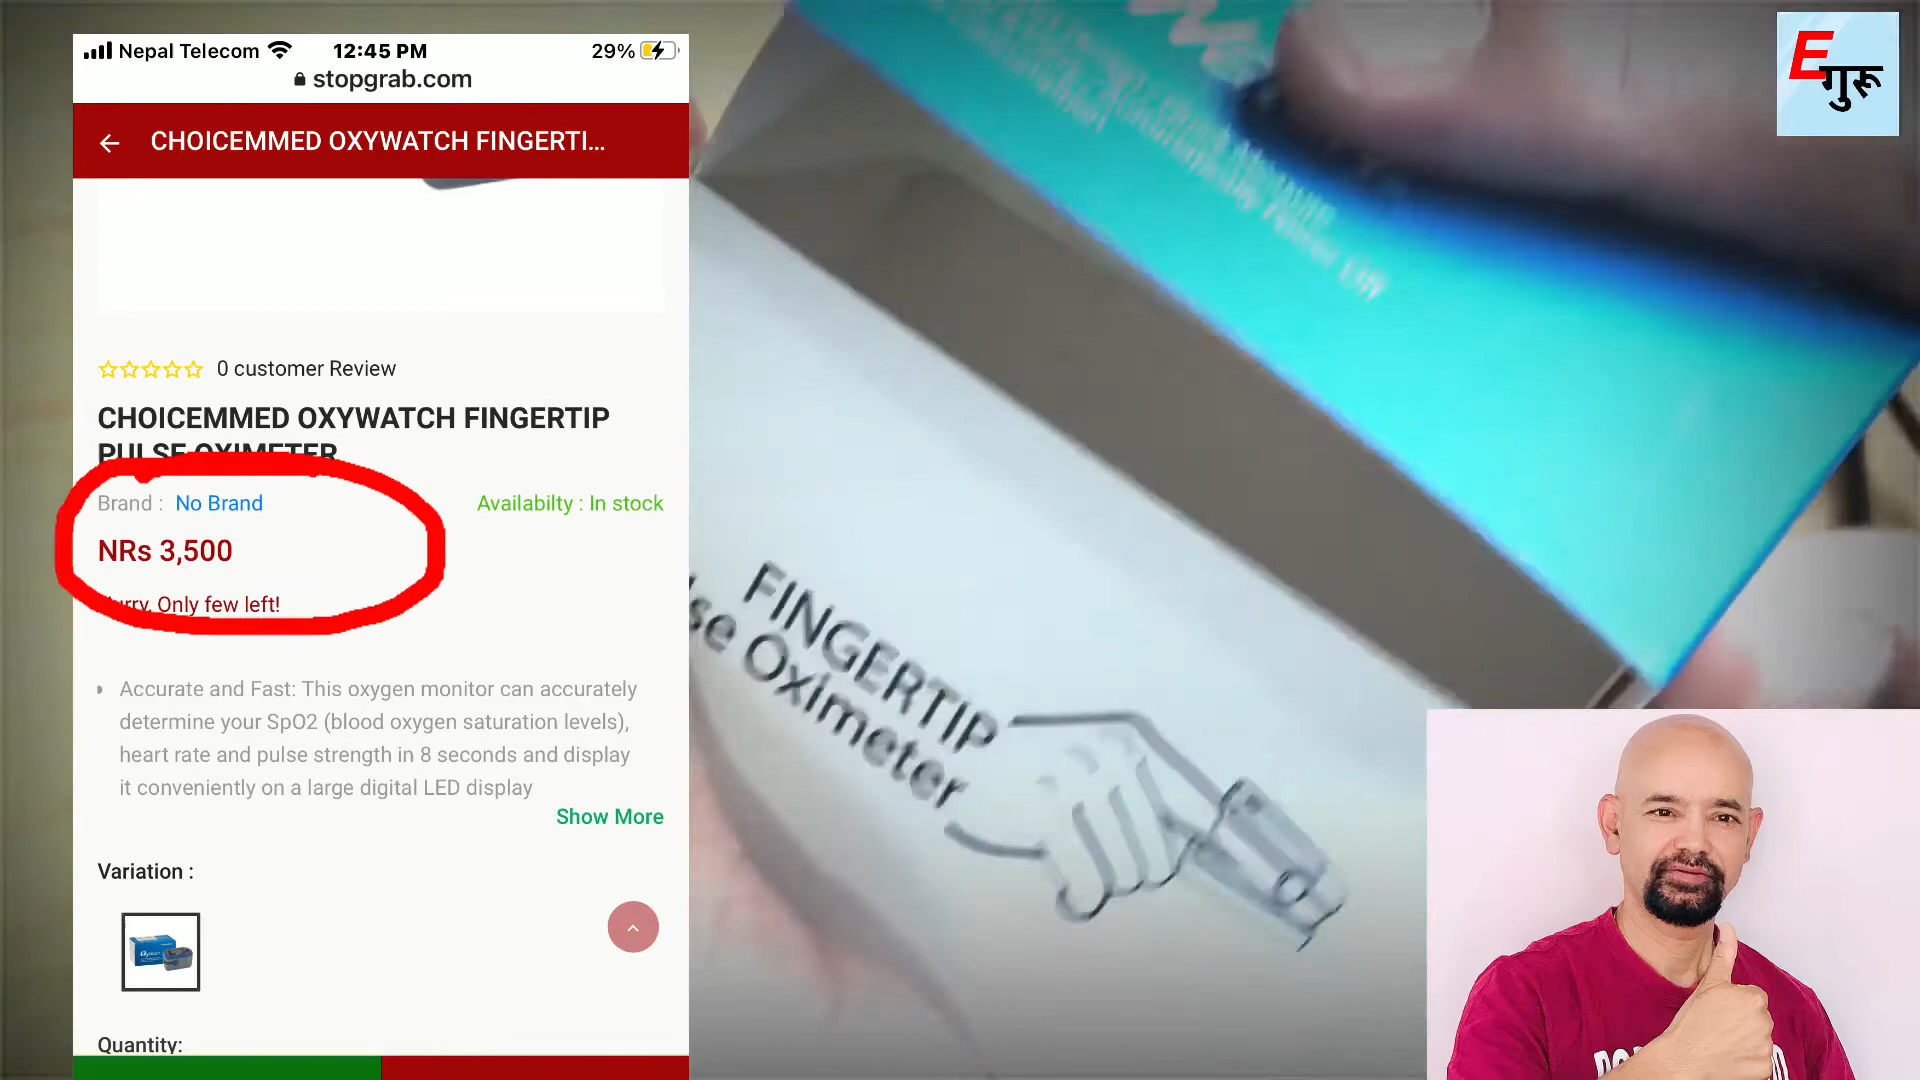 Nepal Telecom 12:45 PM 29%
stopgrab.com
CHOICEMMED OXYWATCH FINGERTI...
0 customer Review
CHOICEMMED OXYWATCH FINGERTIP
PULSE OXIMETER
Brand : No Brand
Availabilty : In stock
NRs 3,500
Hurry, Only few left!
Accurate and Fast: This oxygen monitor can accurately
determine your SpO2 (blood oxygen saturation levels),
heart rate and pulse strength in 8 seconds and display
it conveniently on a large digital LED display
Show More
Variation :
Quantity:
FINGERTIP
Oximeter
E
गुरू